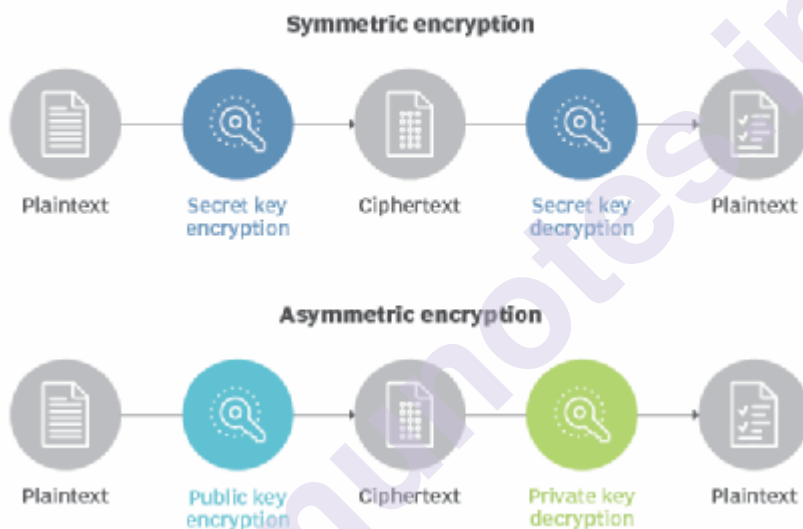 Symmetric encryption
Plaintext
Secret key
encryption
Ciphertext
Secret key
decryption
Plaintext
Asymmetric encryption
Plaintext
Public key
encryption
Ciphertext
Private key
decryption
Plaintext